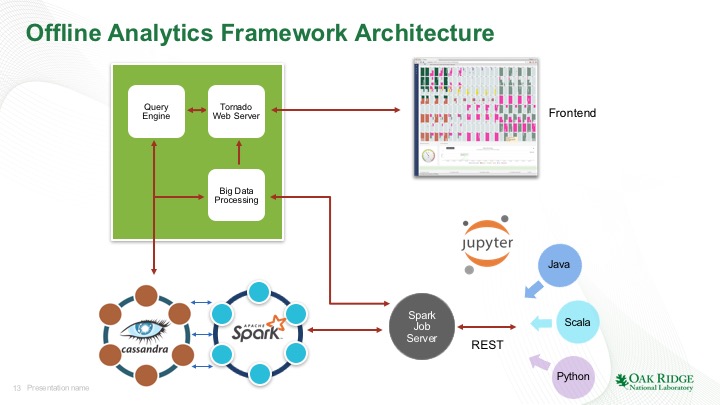 Offline Analytics Framework Architecture
Query
Engine
Tornado
Web Server
Frontend
Big Data
Processing
jupyter
Java
cassandra
APACHE
Spark
Spark
Job
Server
Scala
REST
Python
OAK RIDGE
National Laboratory
13 Presentation name